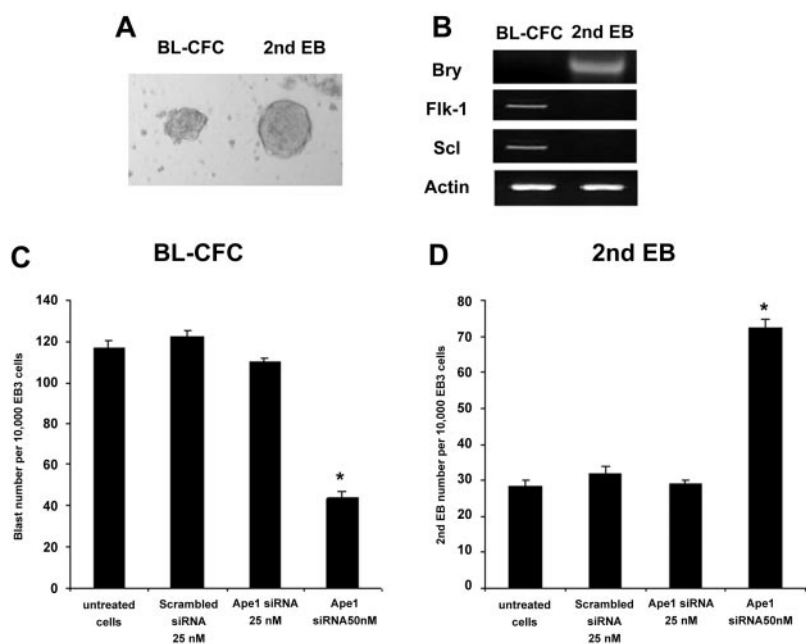 A
BL-CFC 2nd EB
B
BL-CFC 2nd EB
Bry
Flk-1
Scl
Actin
C
BL-CFC
Blast number per 10,000 EB3 cells
140
120
100
80
60
40
20
0
*
untreated cells
Scrambled siRNA 25 nM
Ape1 siRNA 25 nM
Ape1 siRNA50nM
D
2nd EB
2nd EB number per 10,000 EB3 cells
80
70
60
50
40
30
20
10
0
*
untreated cells
Scrambled siRNA 25 nM
Ape1 siRNA 25 nM
Ape1 siRNA50nM